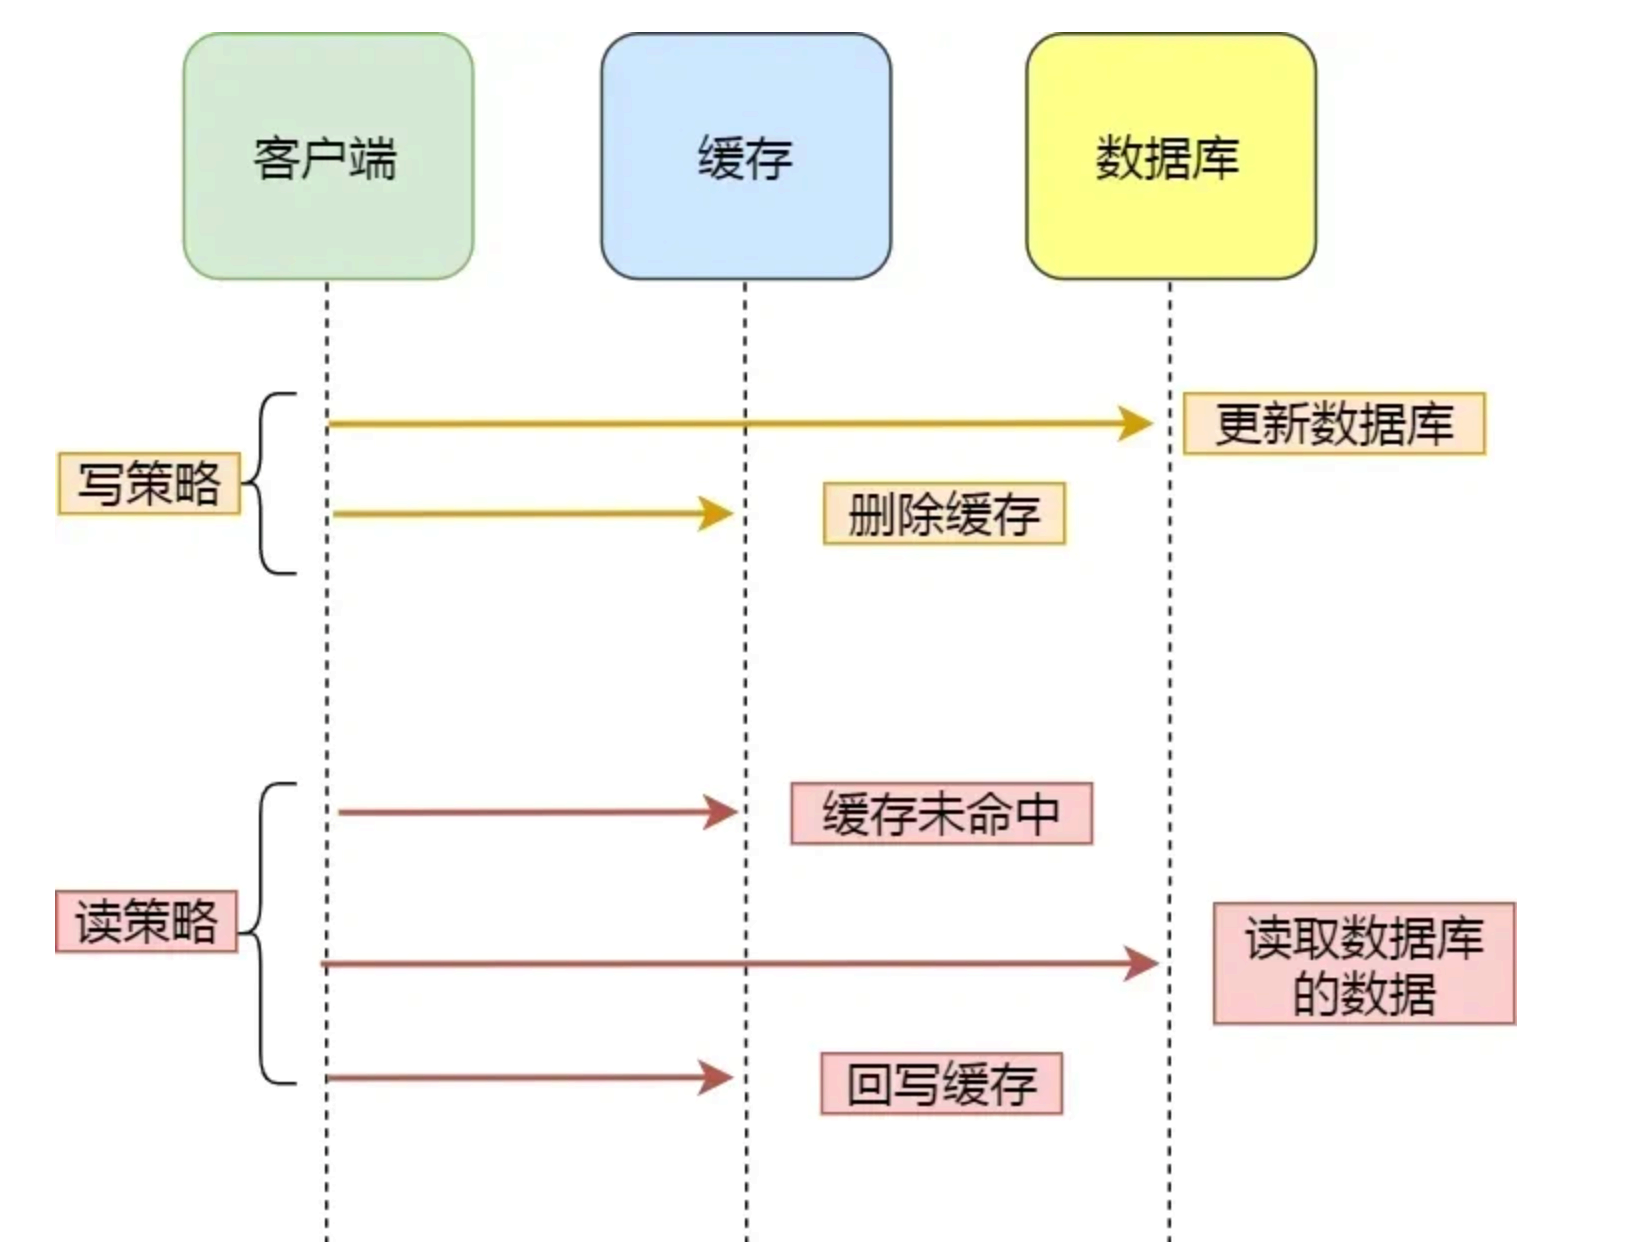 客户端
缓存
数据库
更新数据库
写策略
删除缓存
缓存未命中
读策略
读取数据库
的数据
回写缓存